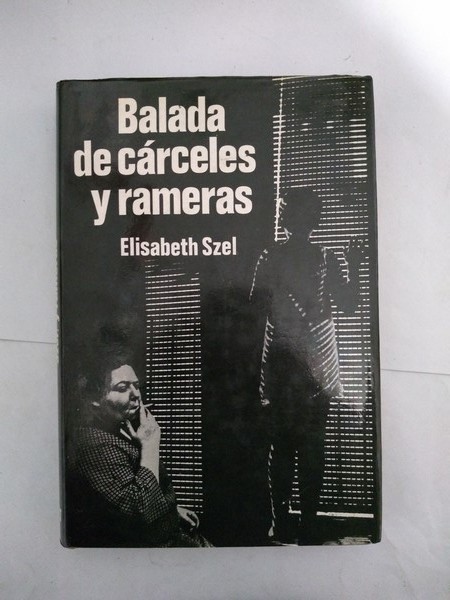 Balada
de cárceles
y rameras
Elisabeth Szel